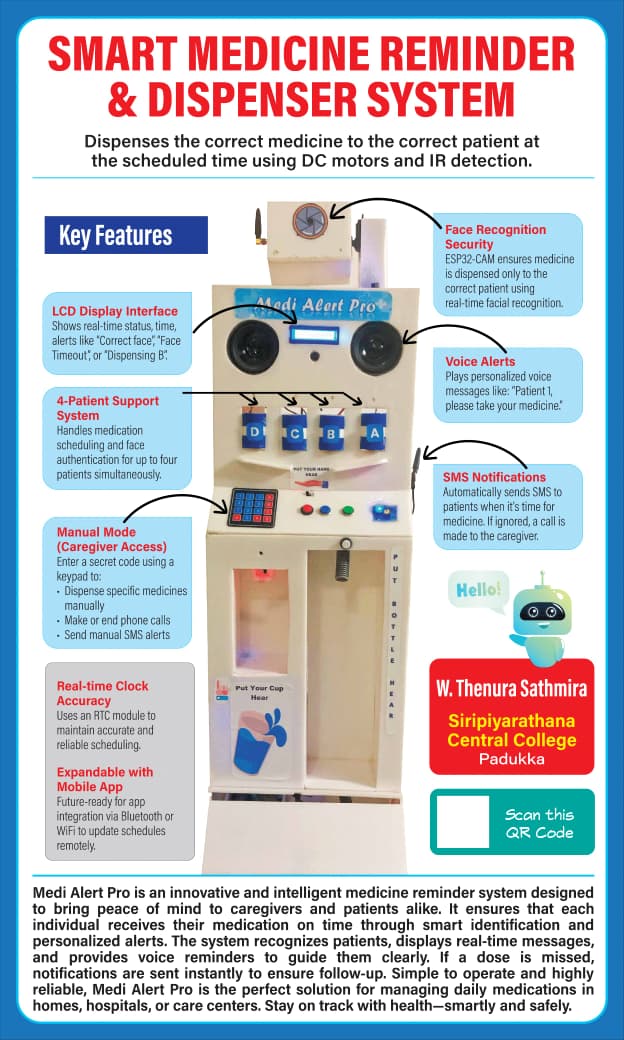 SMART MEDICINE REMINDER
& DISPENSER SYSTEM
Dispenses the correct medicine to the correct patient at
the scheduled time using DC motors and IR detection.
Key Features
Face Recognition
Security
ESP32-CAM ensures medicine
is dispensed only to the
correct patient using
real-time facial recognition.
LCD Display Interface
Shows real-time status, time,
alerts like "Correct face", "Face
Timeout", or "Dispensing B".
Medi Alert Pro
Voice Alerts
Plays personalized voice
messages like: "Patient 1,
please take your medicine."
4-Patient Support
System
Handles medication
scheduling and face
authentication for up to four
patients simultaneously.
D
C
B
A
PUT YOUR HAND
HEAR
SMS Notifications
Automatically sends SMS to
patients when it's time for
medicine. If ignored, a call is
made to the caregiver.
Manual Mode
(Caregiver Access)
Enter a secret code using a
keypad to:
• Dispense specific medicines
manually
• Make or end phone calls
• Send manual SMS alerts
PUT BOTTLE HEAR
Hello!
Put Your Cup
Hear
Real-time Clock
Accuracy
Uses an RTC module to
maintain accurate and
reliable scheduling.
Expandable with
Mobile App
Future-ready for app
integration via Bluetooth or
WiFi to update schedules
remotely.
W. Thenura Sathmira
Siripiyarathana
Central College
Padukka
Scan this
QR Code
Medi Alert Pro is an innovative and intelligent medicine reminder system designed
to bring peace of mind to caregivers and patients alike. It ensures that each
individual receives their medication on time through smart identification and
personalized alerts. The system recognizes patients, displays real-time messages,
and provides voice reminders to guide them clearly. If a dose is missed,
notifications are sent instantly to ensure follow-up. Simple to operate and highly
reliable, Medi Alert Pro is the perfect solution for managing daily medications in
homes, hospitals, or care centers. Stay on track with health—smartly and safely.